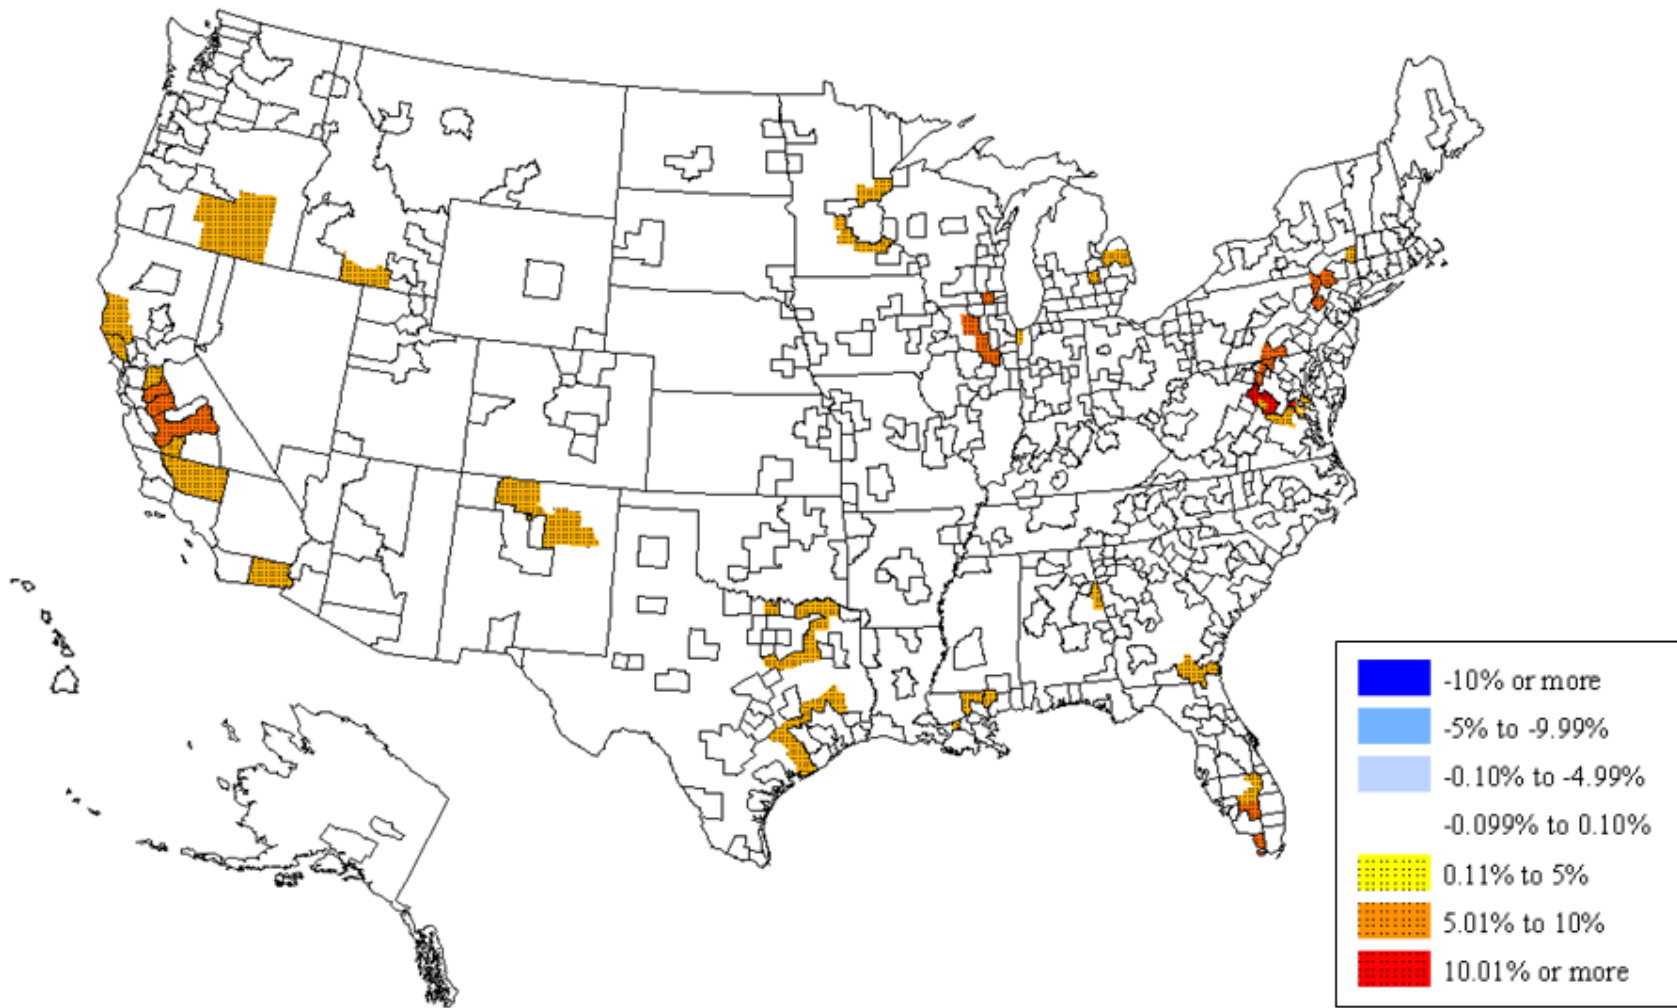 -10% or more
-5% to -9.99%
-0.10% to -4.99%
-0.099% to 0.10%
0.11% to 5%
5.01% to 10%
10.01% or more